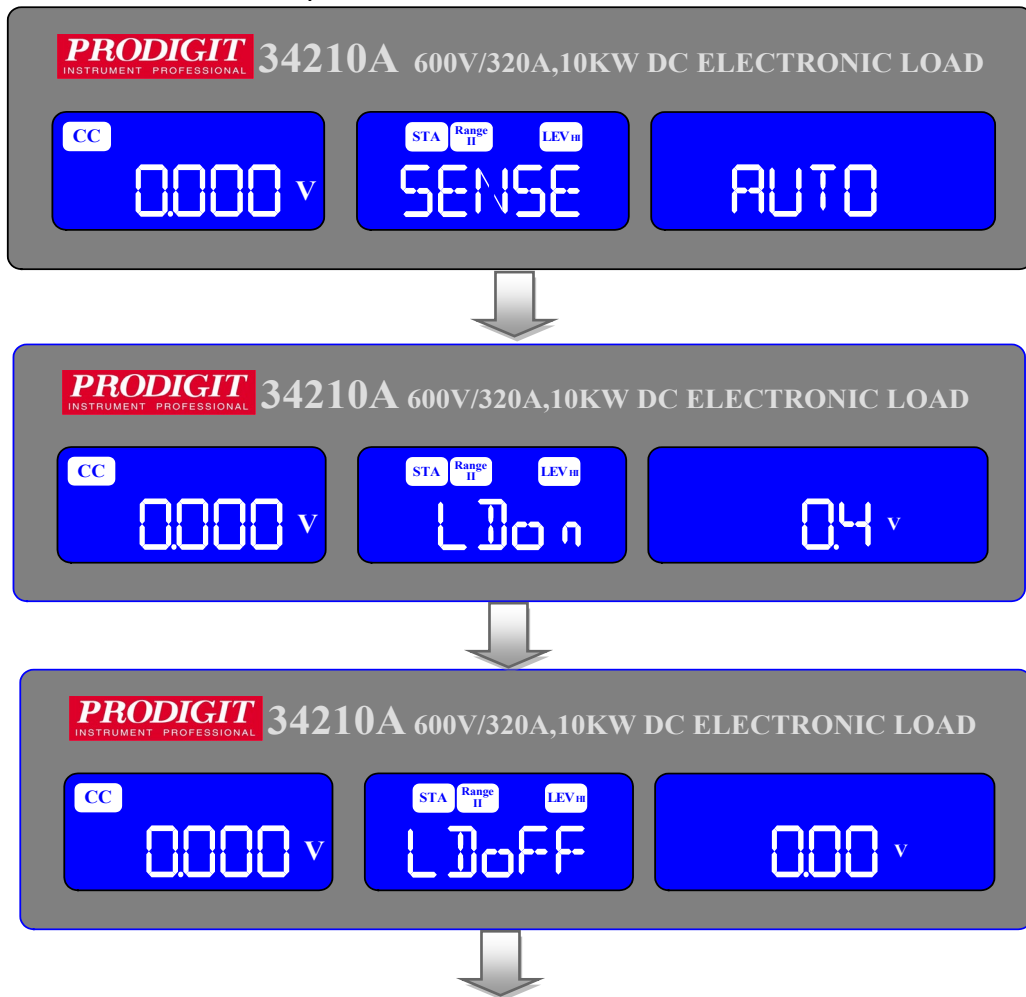 PRODIGIT
INSTRUMENT PROFESSIONAL
34210A 600V/320A,10KW DC ELECTRONIC LOAD
CC
0.000 V
STA Range II LEV HI
SENSE
AUTO
PRODIGIT
INSTRUMENT PROFESSIONAL
34210A 600V/320A,10KW DC ELECTRONIC LOAD
CC
0.000 V
STA Range II LEV HI
LDon
0.4 V
PRODIGIT
INSTRUMENT PROFESSIONAL
34210A 600V/320A,10KW DC ELECTRONIC LOAD
CC
0.000 V
STA Range II LEV HI
LDoFF
0.00 V